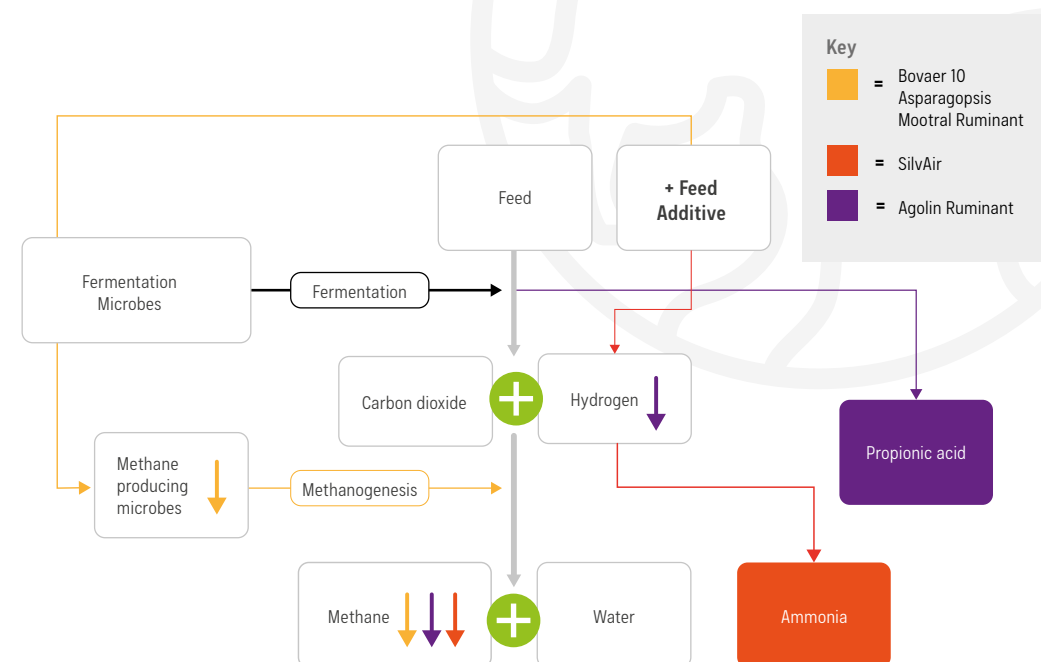 Key
= Bovaer 10
Asparagopsis
Mootral Ruminant
= SilvAir
= Agolin Ruminant
Feed
+ Feed
Additive
Fermentation
Microbes
Fermentation
Carbon dioxide
Hydrogen
Propionic acid
Methane
producing
microbes
Methanogenesis
Methane
Water
Ammonia